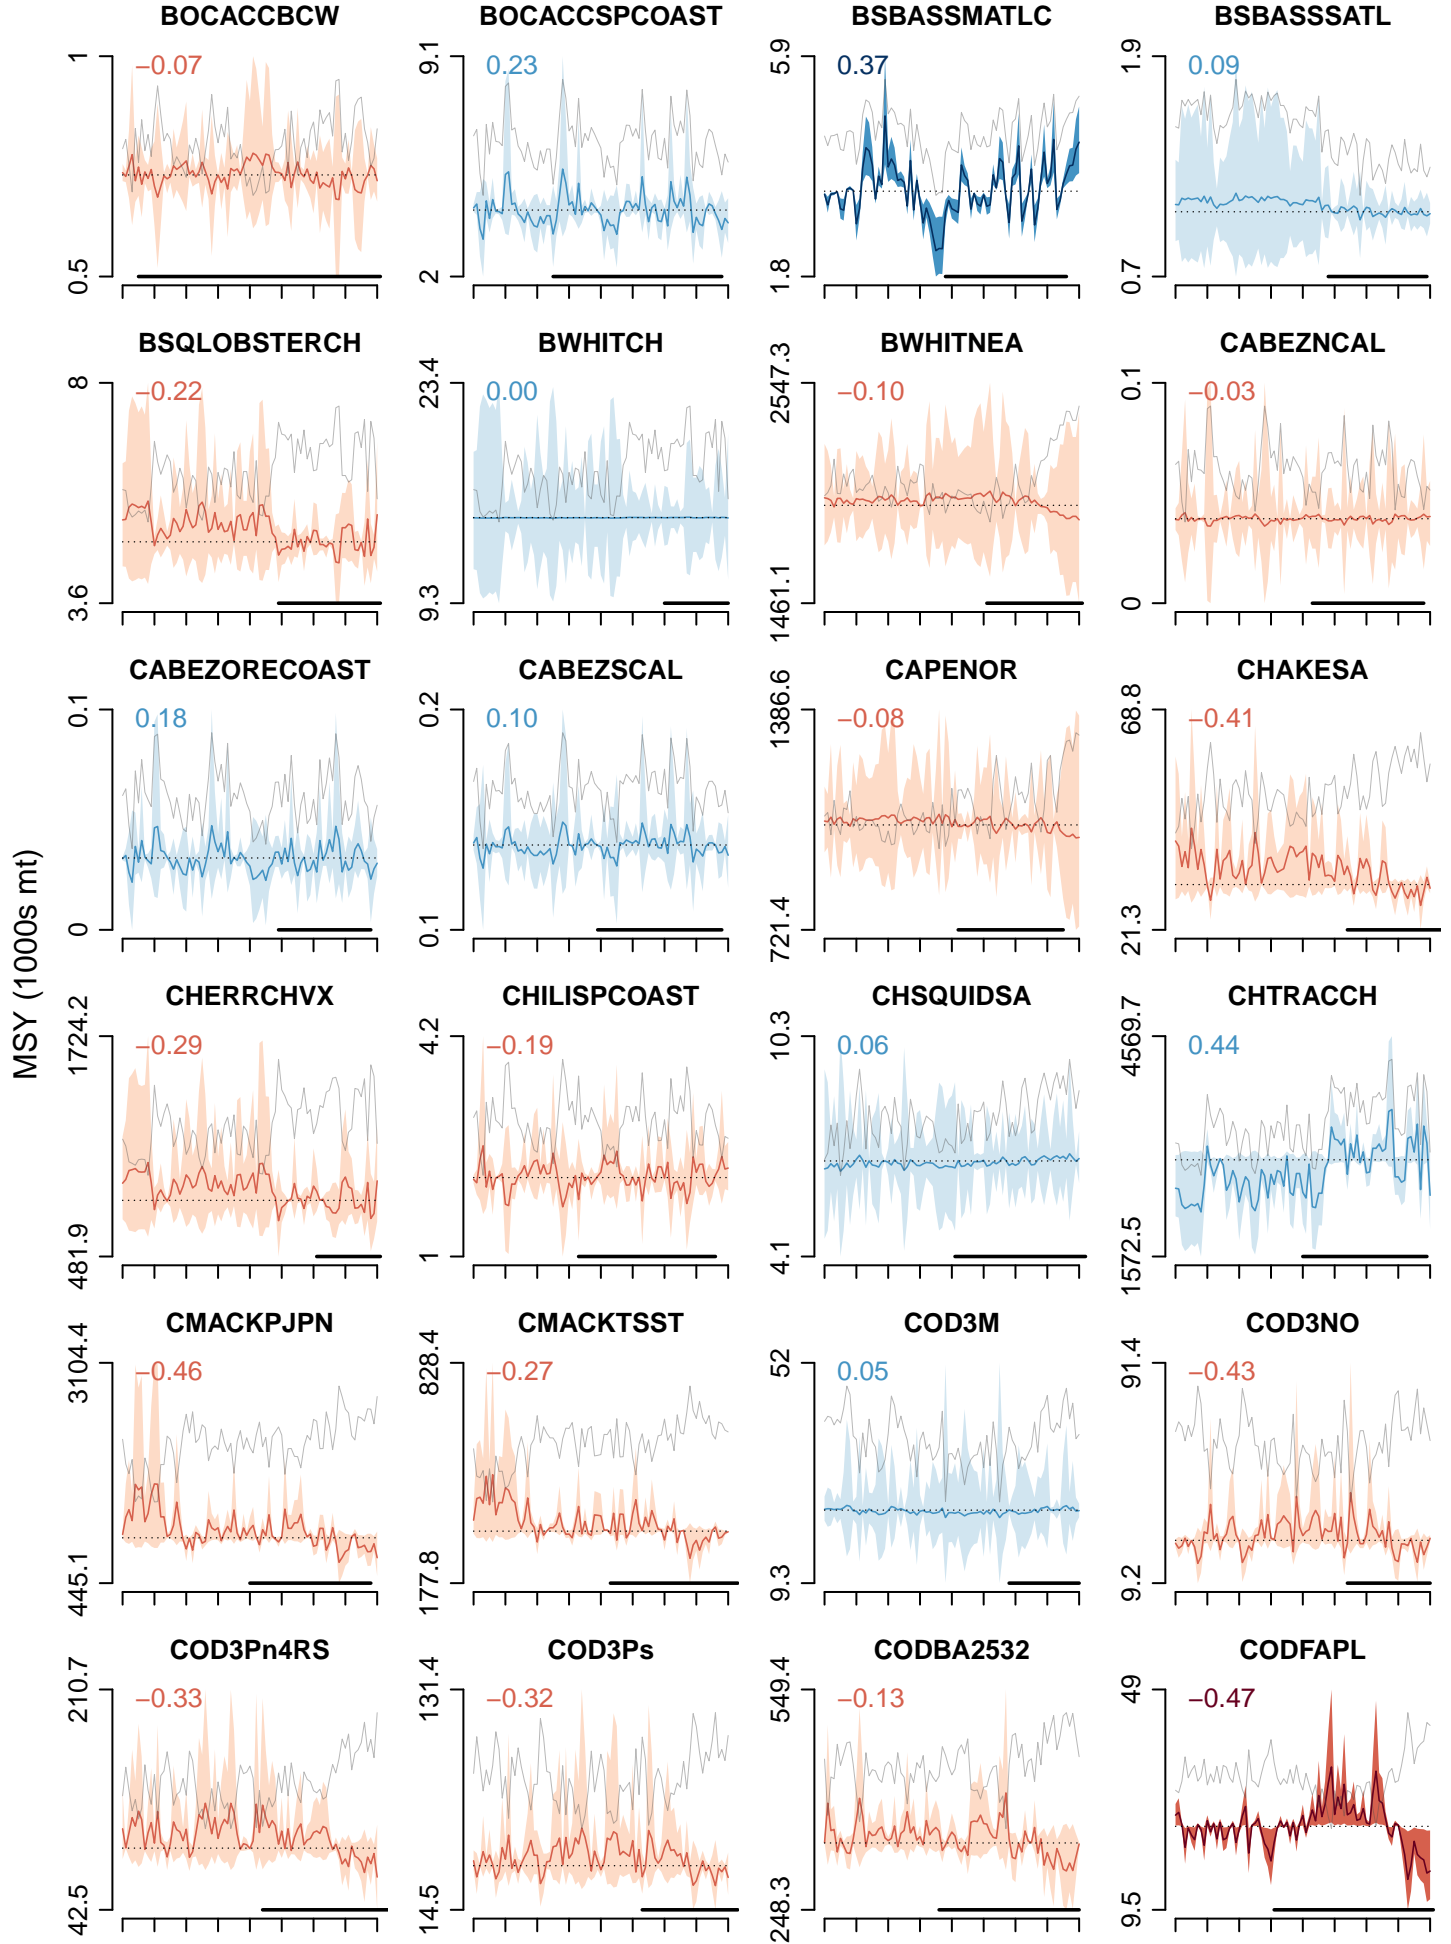 BOCACCBCW BOCACCSPCOAST BSBASSMATLC BSBASSSATL
1 −0.07 9.1 0.23 5.9 0.37 1.9 0.09
0.5 2 1.8 0.7
BSQLOBSTERCH BWHITCH BWHITNEA CABEZNCAL
8 −0.22 23.4 0.00 2547.3 −0.10 0.1 −0.03
3.6 9.3 1461.1 0
CABEZORECOAST CABEZSCAL CAPENOR CHAKESA
0.1 0.18 0.2 0.10 1386.6 −0.08 68.8 −0.41
0 0.1 721.4 21.3
MSY (1000s mt)
CHERRCHVX CHILISPCOAST CHSQUIDSA CHTRACCH
1724.2 −0.29 4.2 −0.19 10.3 0.06 4569.7 0.44
481.9 1 4.1 1572.5
CMACKPJPN CMACKTSST COD3M COD3NO
3104.4 −0.46 828.4 −0.27 52 0.05 91.4 −0.43
445.1 177.8 9.3 9.2
COD3Pn4RS COD3Ps CODBA2532 CODFAPL
210.7 −0.33 131.4 −0.32 549.4 −0.13 49 −0.47
42.5 14.5 248.3 9.5